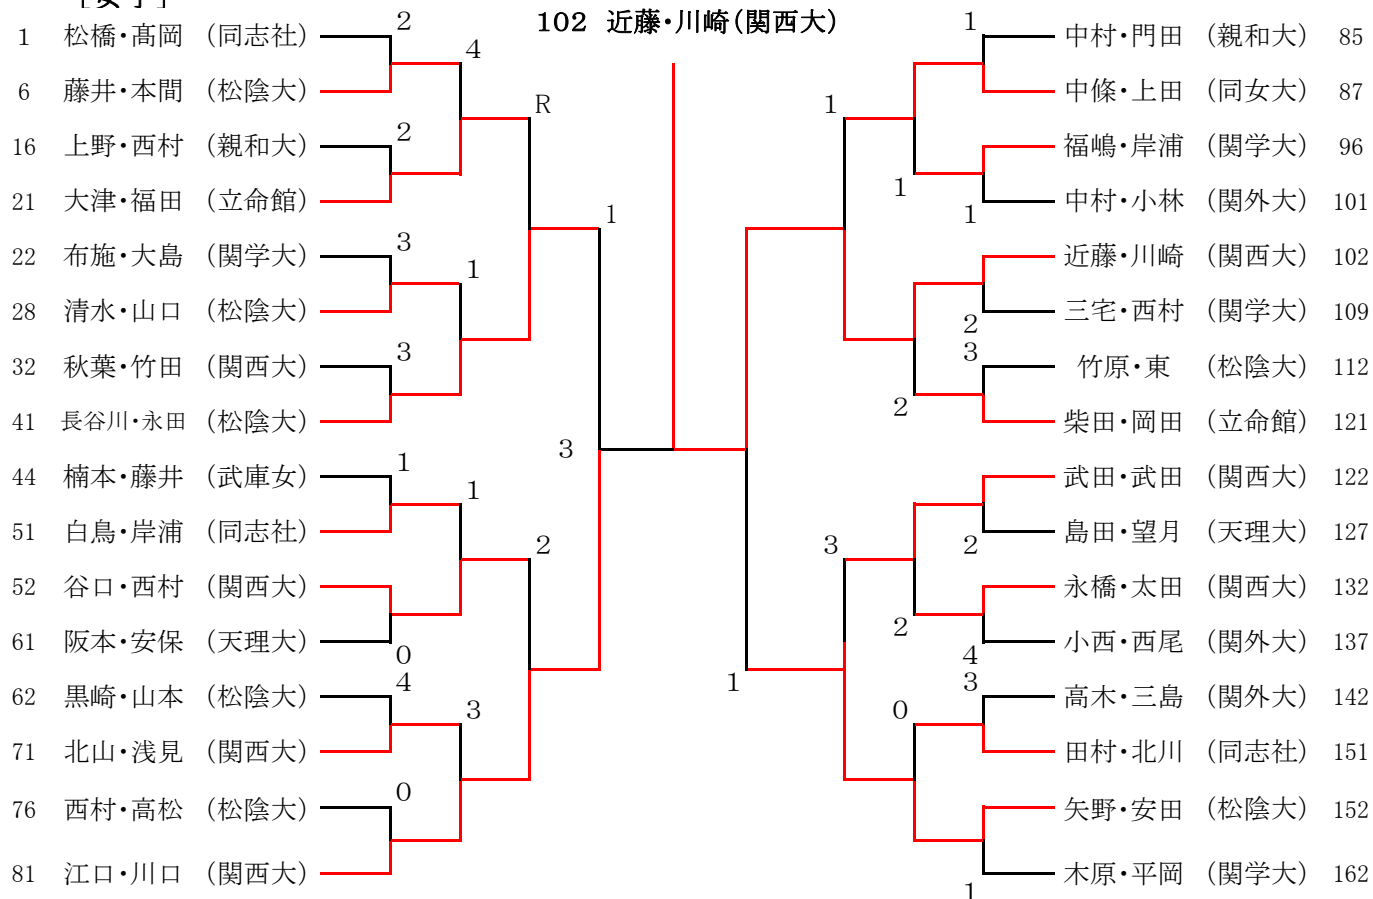 [女子]
102 近藤・川崎(関西大)
1 松橋・髙岡 (同志社)
6 藤井・本間 (松陰大)
16 上野・西村 (親和大)
21 大津・福田 (立命館)
22 布施・大島 (関学大)
28 清水・山口 (松陰大)
32 秋葉・竹田 (関西大)
41 長谷川・永田 (松陰大)
44 楠本・藤井 (武庫女)
51 白鳥・岸浦 (同志社)
52 谷口・西村 (関西大)
61 阪本・安保 (天理大)
62 黒崎・山本 (松陰大)
71 北山・浅見 (関西大)
76 西村・高松 (松陰大)
81 江口・川口 (関西大)
2
2
3
3
1
0
4
0
4
1
1
3
R
2
1
3
1
1
3
1
1
2
2
0
1
1
2
3
2
4
3
1
中村・門田 (親和大) 85
中條・上田 (同女大) 87
福嶋・岸浦 (関学大) 96
中村・小林 (関外大) 101
近藤・川崎 (関西大) 102
三宅・西村 (関学大) 109
竹原・東 (松陰大) 112
柴田・岡田 (立命館) 121
武田・武田 (関西大) 122
島田・望月 (天理大) 127
永橋・太田 (関西大) 132
小西・西尾 (関外大) 137
高木・三島 (関外大) 142
田村・北川 (同志社) 151
矢野・安田 (松陰大) 152
木原・平岡 (関学大) 162